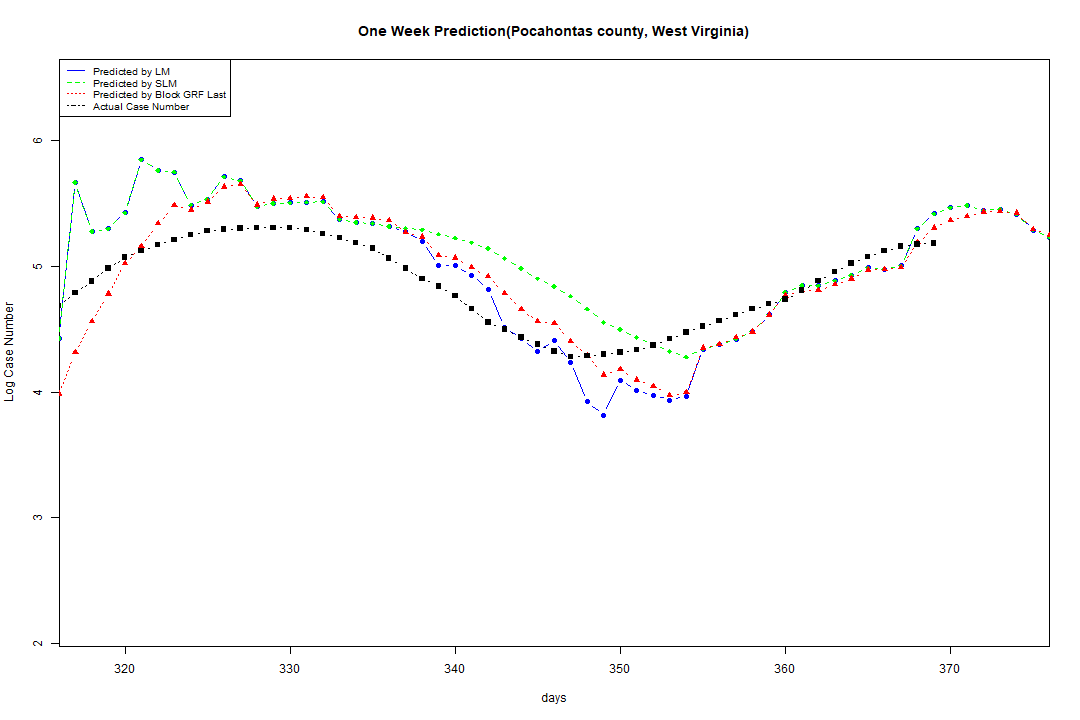 One Week Prediction(Pocahontas county, West Virginia)
Predicted by LM
Predicted by SLM
Predicted by Block GRF Last
Actual Case Number
6
5
4
3
2
Log Case Number
320 330 340 350 360 370
days